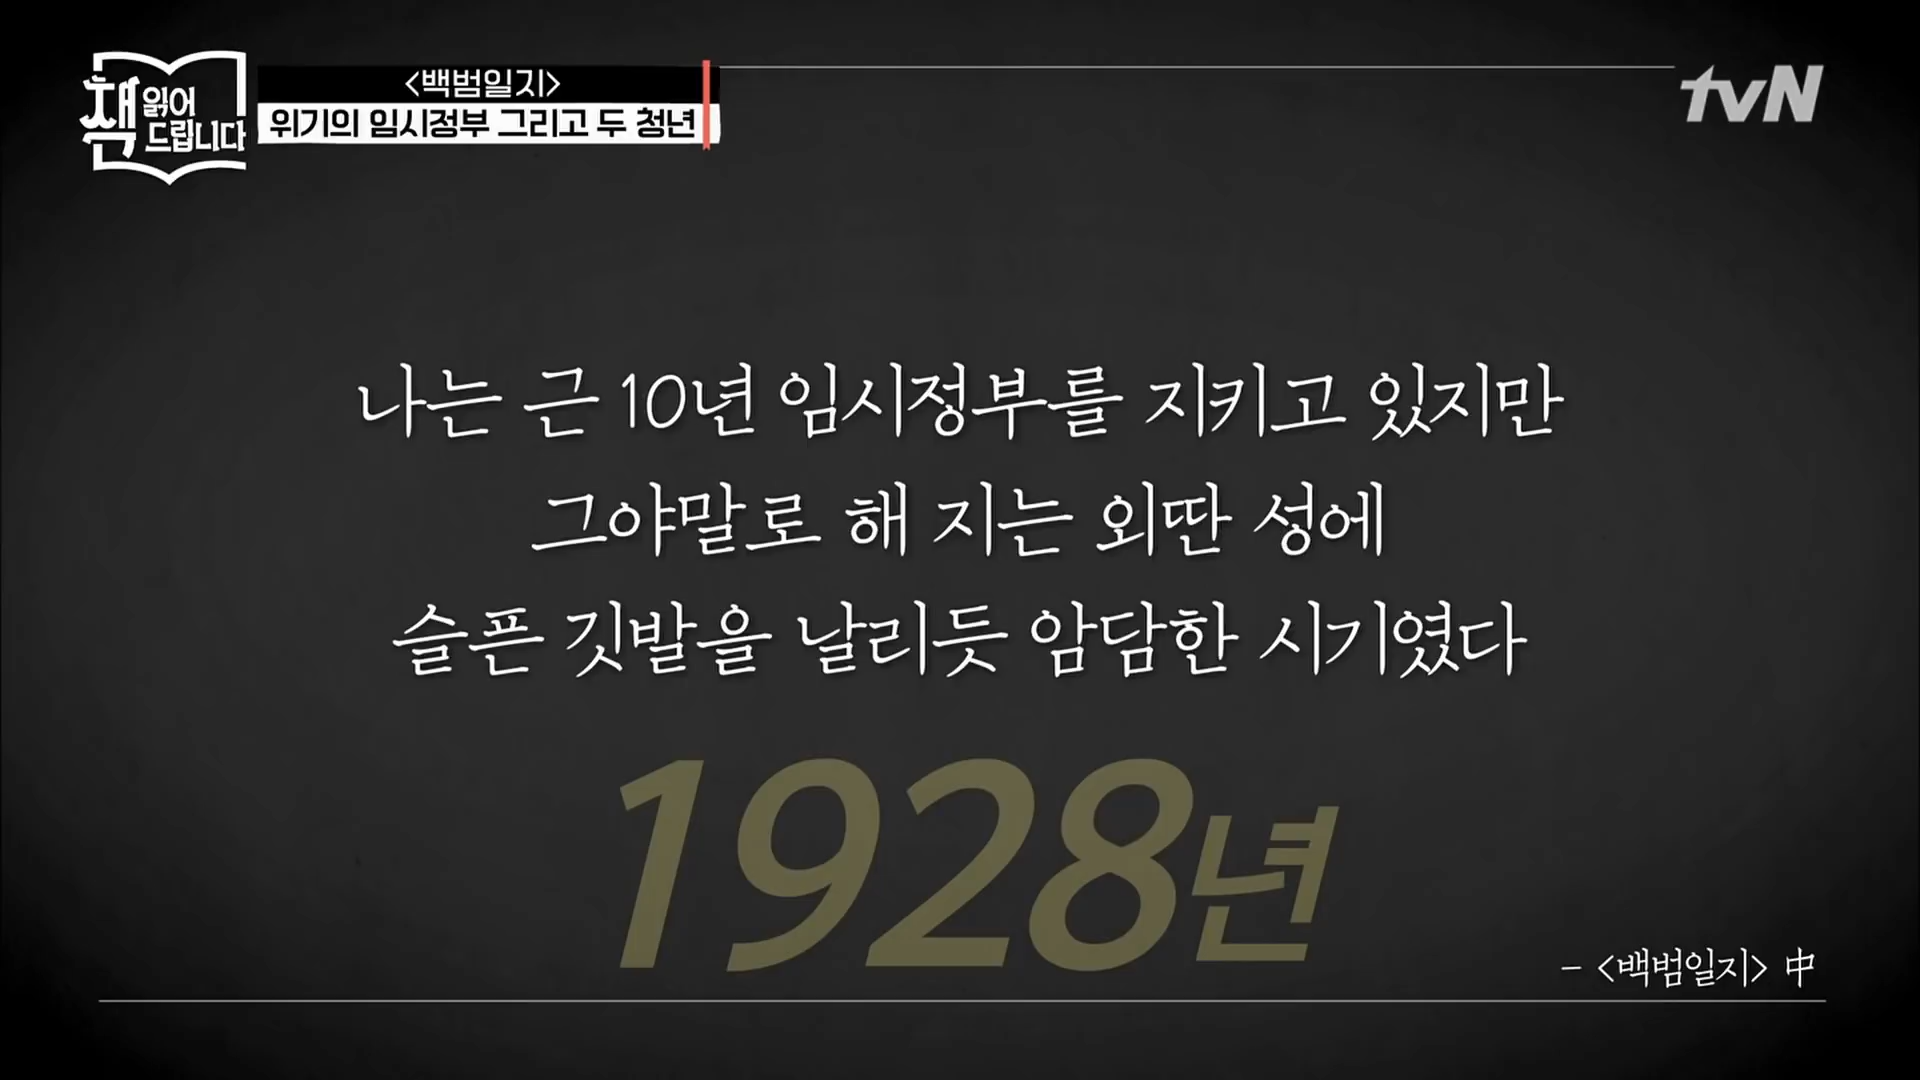 책 읽어 드립니다
<백범일지>
위기의 임시정부 그리고 두 청년
tvN
나는 근 10년 임시정부를 지키고 있지만
그야말로 해 지는 외딴 성에
슬픈 깃발을 날리듯 암담한 시기였다
1928년
- <백범일지> 中